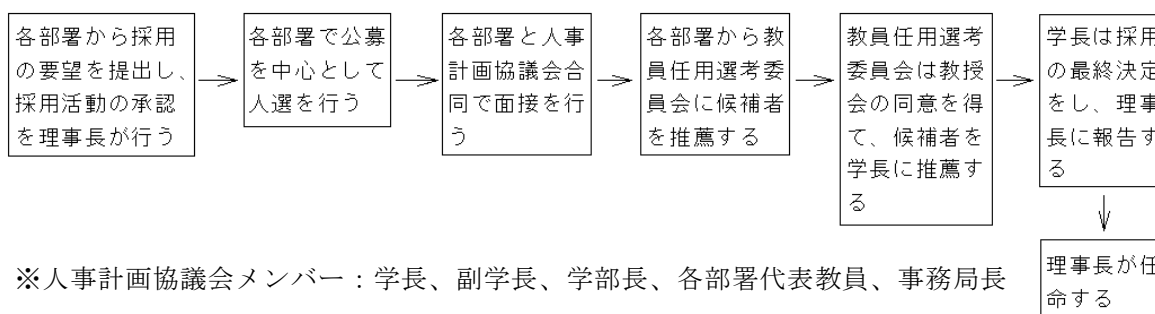 各部署から採用
の要望を提出し、
採用活動の承認
を理事長が行う
各部署で公募
を中心として
人選を行う
各部署と人事
計画協議会合
同で面接を行
う
各部署から教
員任用選考委
員会に候補者
を推薦する
教員任用選考
委員会は教授
会の同意を得
て、候補者を
学長に推薦す
る
学長は採用
の最終決定
をし、理事
長に報告す
る
理事長が任
命する
※人事計画協議会メンバー：学長、副学長、学部長、各部署代表教員、事務局長